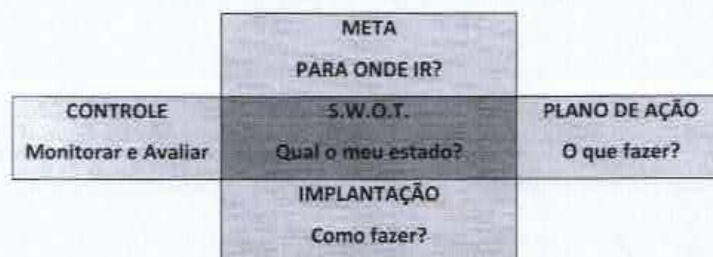 META
PARA ONDE IR?
CONTROLE
Monitorar e Avaliar
S.W.O.T.
Qual o meu estado?
PLANO DE AÇÃO
O que fazer?
IMPLANTAÇÃO
Como fazer?